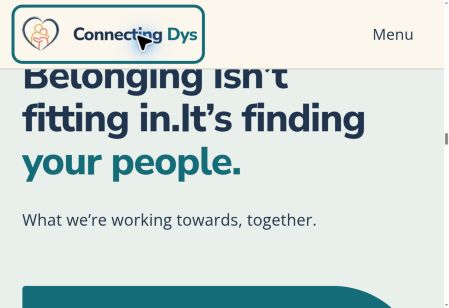 Connecting Dys
Menu
Belonging isn't
fitting in.It's finding
your people.
What we're working towards, together.